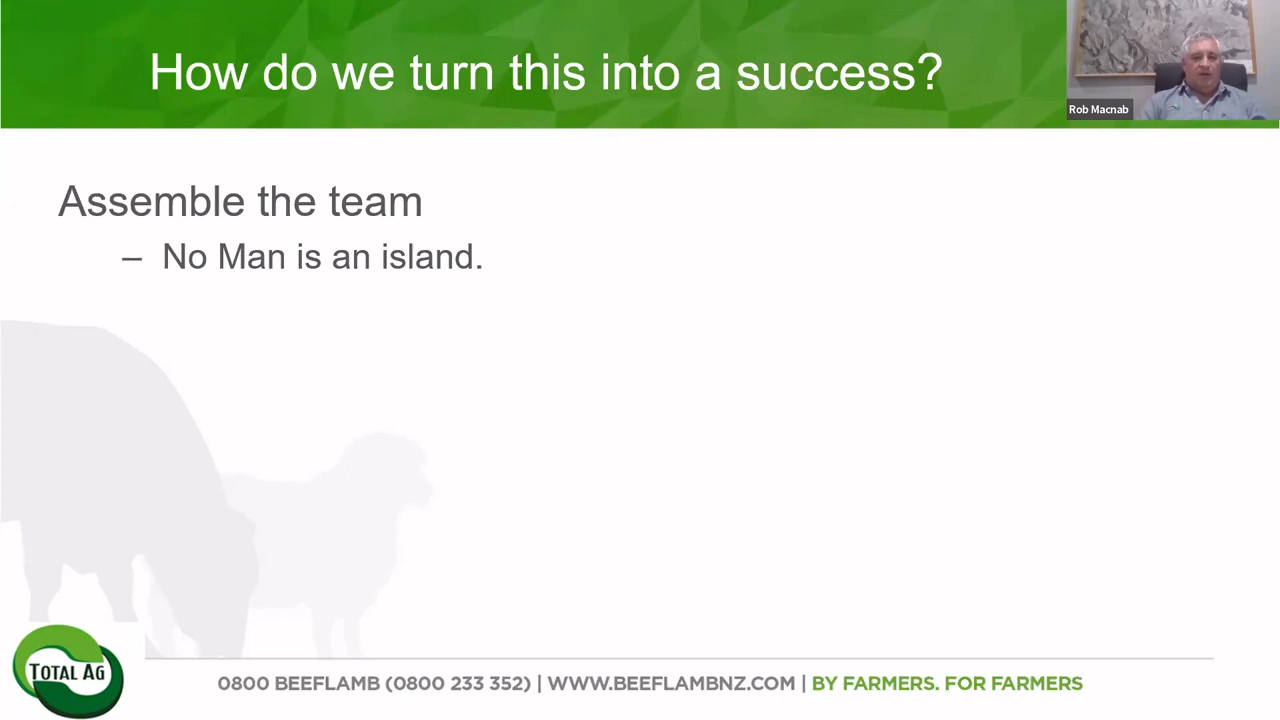 How do we turn this into a success?
Rob Macnab
Assemble the team
– No Man is an island.
TOTAL AG
0800 BEEFLAMB (0800 233 352) | WWW.BEEFLAMBNZ.COM | BY FARMERS. FOR FARMERS